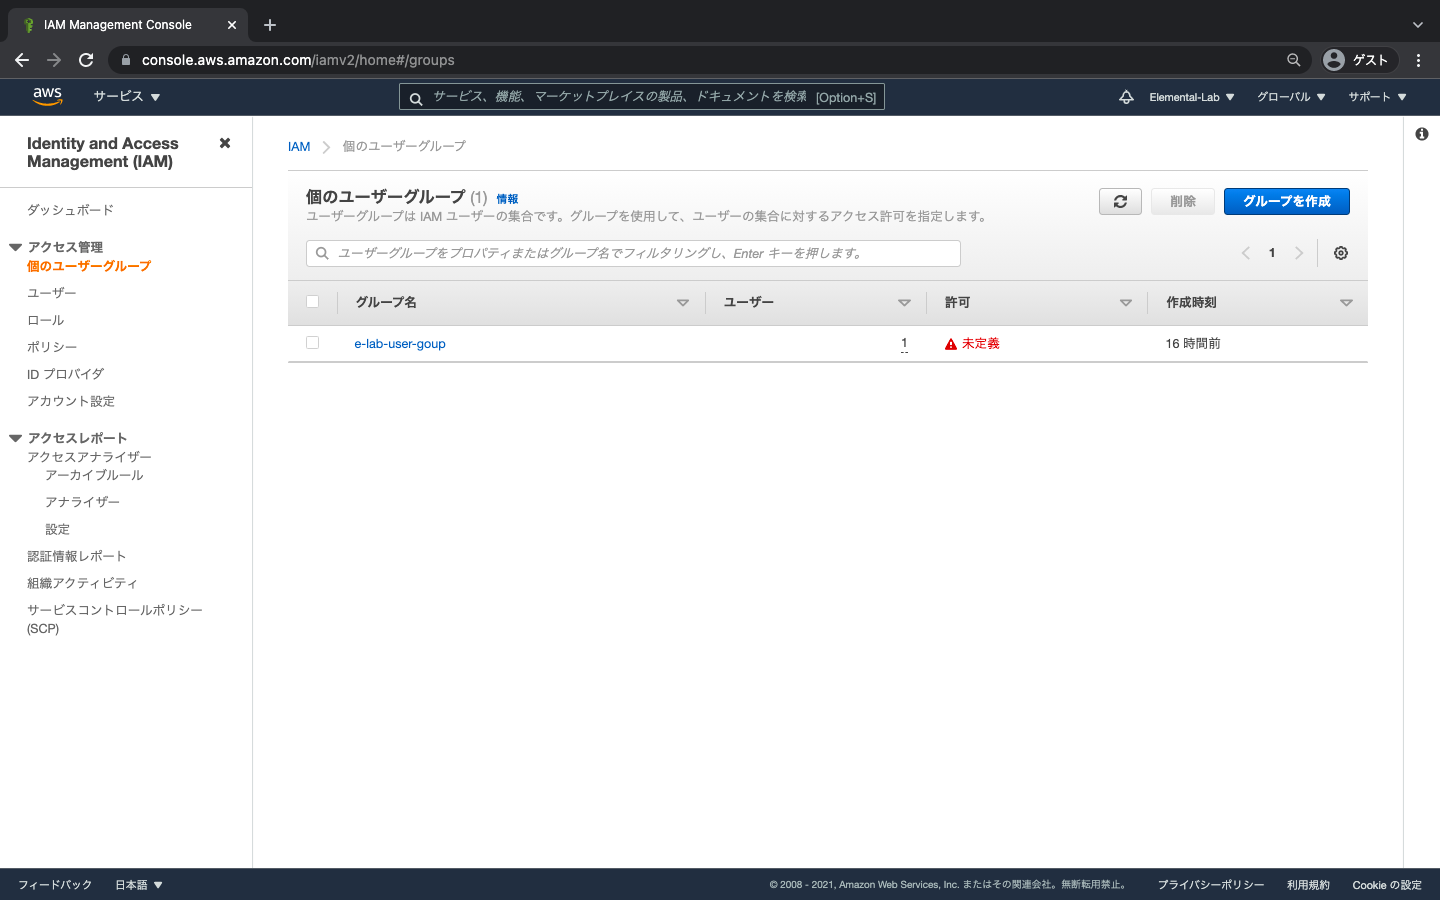 IAM Management Console
console.aws.amazon.com/iamv2/home#/groups
ゲスト
aws
サービス
サービス、機能、マーケットプレイスの製品、ドキュメントを検索 [Option+S]
Elemental-Lab
グローバル
サポート
Identity and Access
Management (IAM)
ダッシュボード
アクセス管理
個のユーザーグループ
ユーザー
ロール
ポリシー
ID プロバイダ
アカウント設定
アクセスレポート
アクセスアナライザー
アーカイブルール
アナライザー
設定
認証情報レポート
組織アクティビティ
サービスコントロールポリシー
(SCP)
IAM
個のユーザーグループ
個のユーザーグループ (1) 情報
ユーザーグループは IAM ユーザーの集合です。グループを使用して、ユーザーの集合に対するアクセス許可を指定します。
削除
グループを作成
ユーザーグループをプロパティまたはグループ名でフィルタリングし、Enter キーを押します。
1
グループ名
ユーザー
許可
作成時刻
e-lab-user-goup
1
未定義
16 時間前
フィードバック
日本語
© 2008 - 2021, Amazon Web Services, Inc. またはその関連会社。無断転用禁止。
プライバシーポリシー
利用規約
Cookie の設定